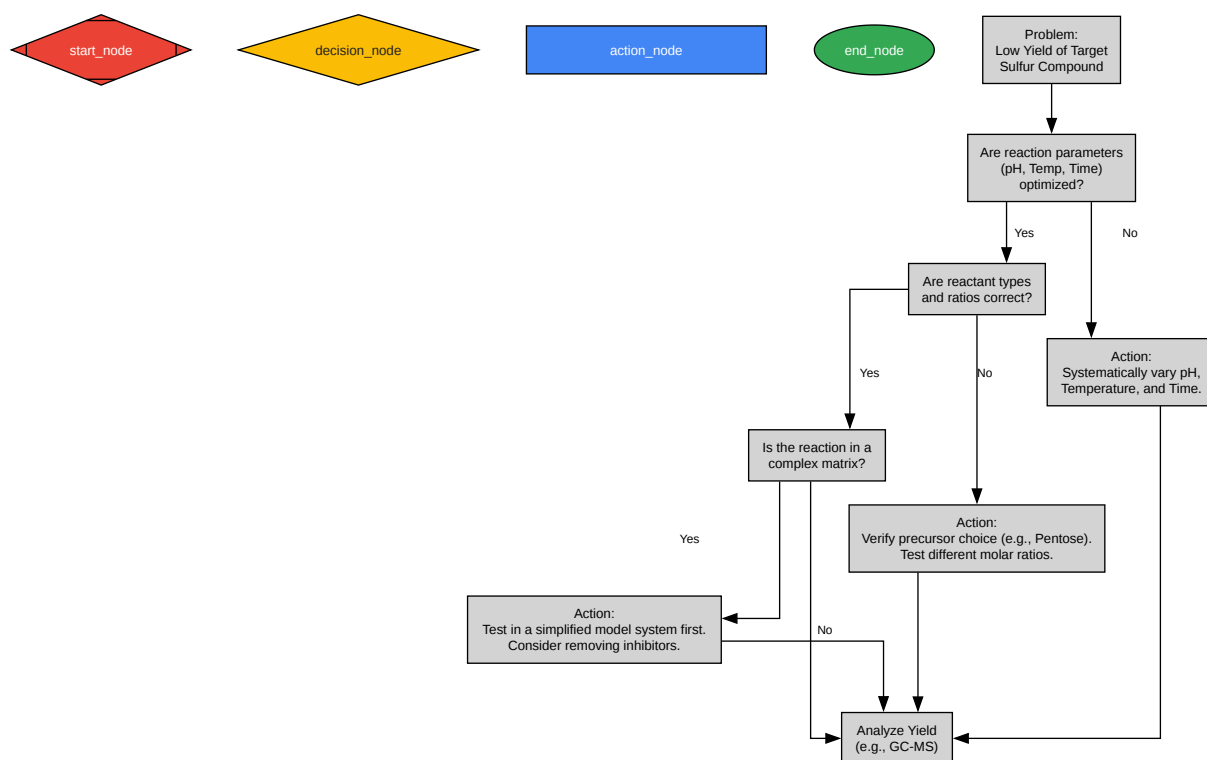 start_node
decision_node
action_node
end_node
Problem:
Low Yield of Target
Sulfur Compound
Are reaction parameters
(pH, Temp, Time)
optimized?
Yes
No
Are reactant types
and ratios correct?
Yes
No
Action:
Systematically vary pH,
Temperature, and Time.
Is the reaction in a
complex matrix?
Yes
No
Action:
Verify precursor choice (e.g., Pentose).
Test different molar ratios.
Action:
Test in a simplified model system first.
Consider removing inhibitors.
Analyze Yield
(e.g., GC-MS)